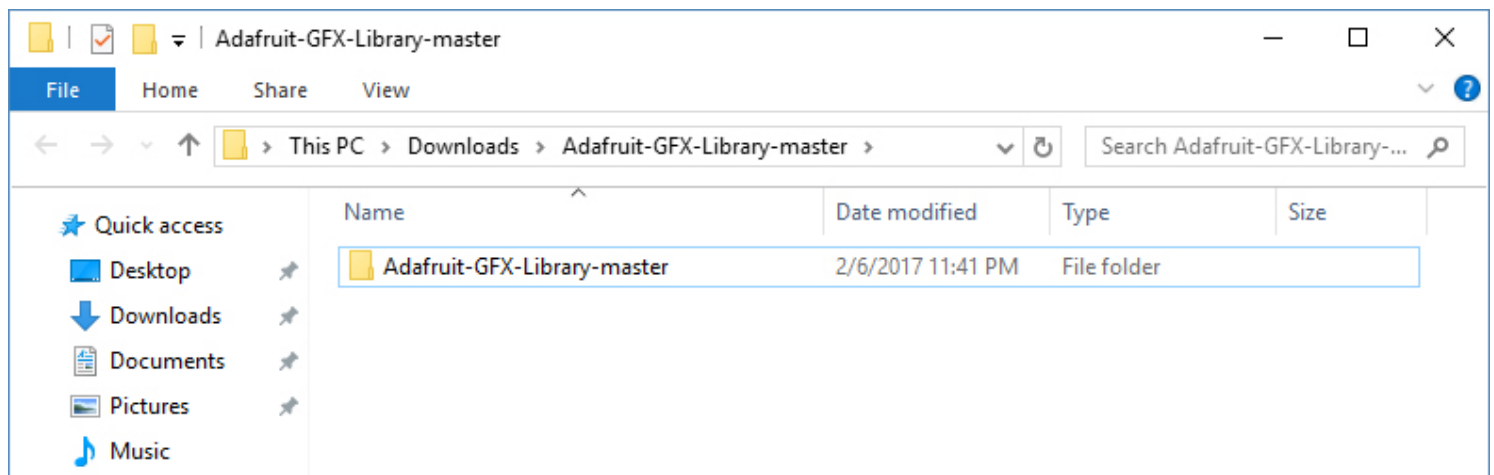 Adafruit-GFX-Library-master
File Home Share View
This PC > Downloads > Adafruit-GFX-Library-master > Search Adafruit-GFX-Library-...
Name Date modified Type Size
Quick access
Adafruit-GFX-Library-master 2/6/2017 11:41 PM File folder
Desktop
Downloads
Documents
Pictures
Music